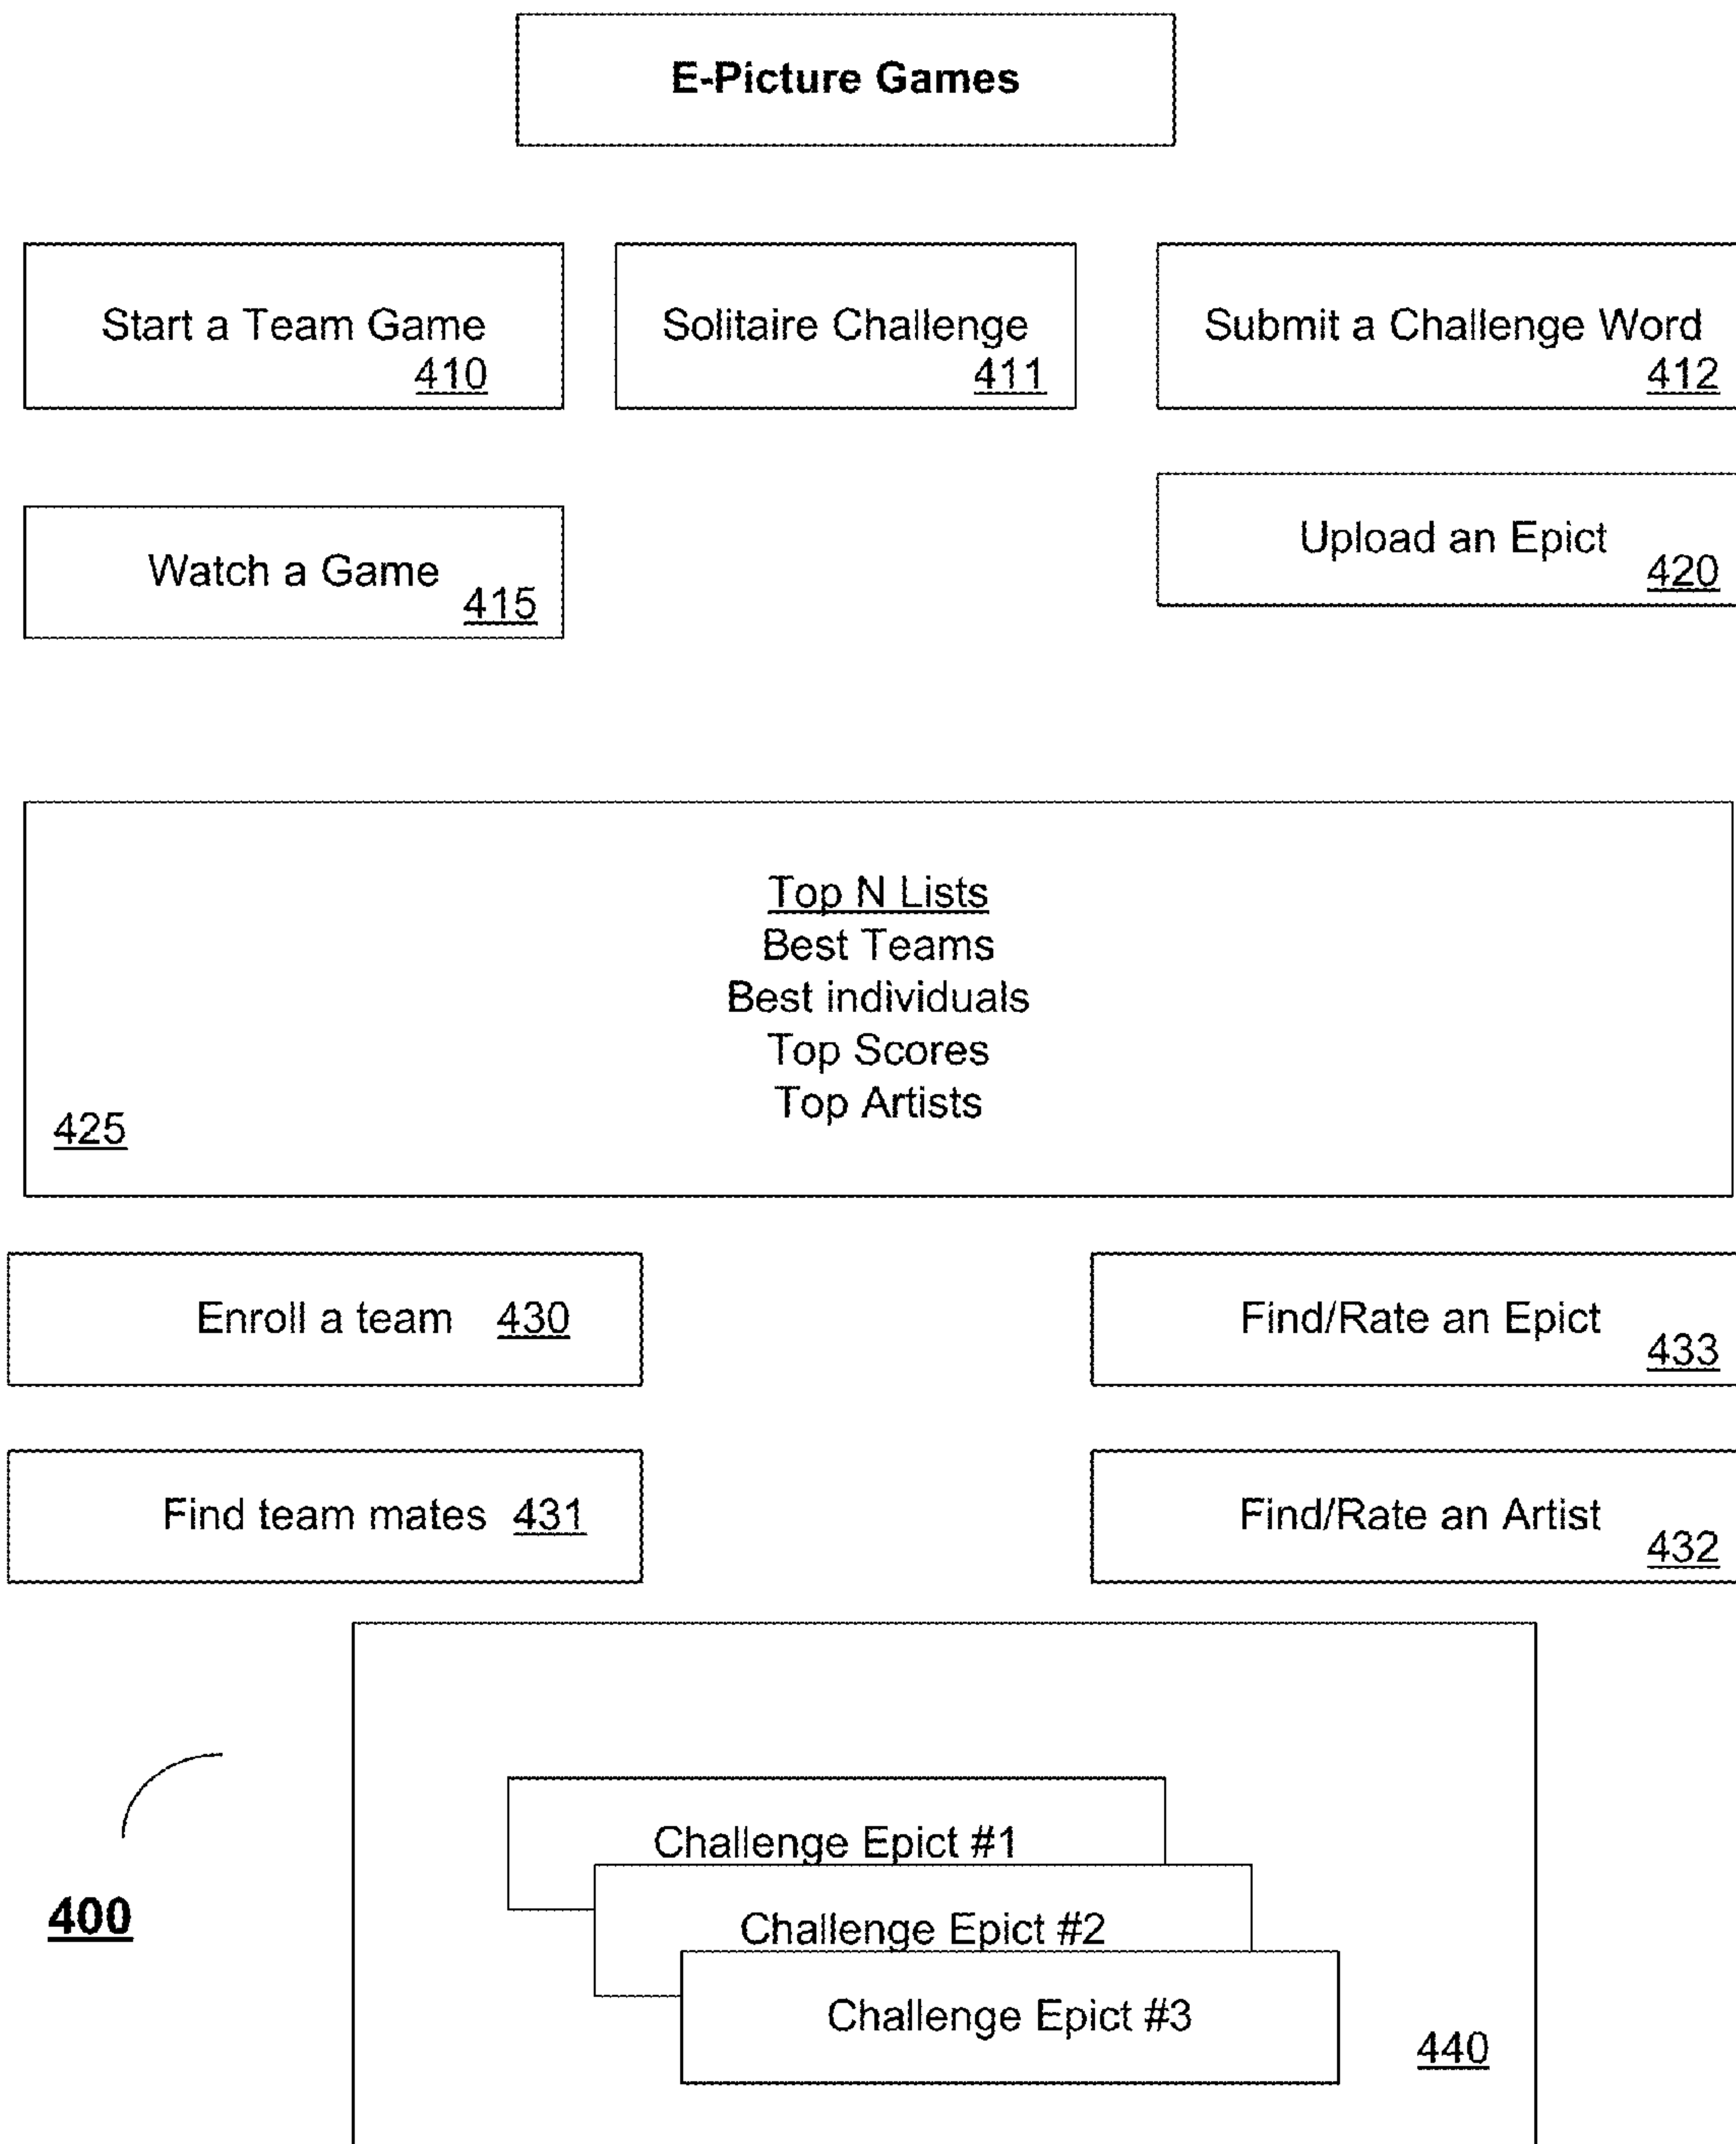 E-Picture Games
Start a Team Game
410
Solitaire Challenge
411
Submit a Challenge Word
412
Watch a Game
415
Upload an Epict
420
Top N Lists
Best Teams
Best individuals
Top Scores
Top Artists
425
Enroll a team 430
Find/Rate an Epict
433
Find team mates 431
Find/Rate an Artist
432
400
Challenge Epict #1
Challenge Epict #2
Challenge Epict #3
440